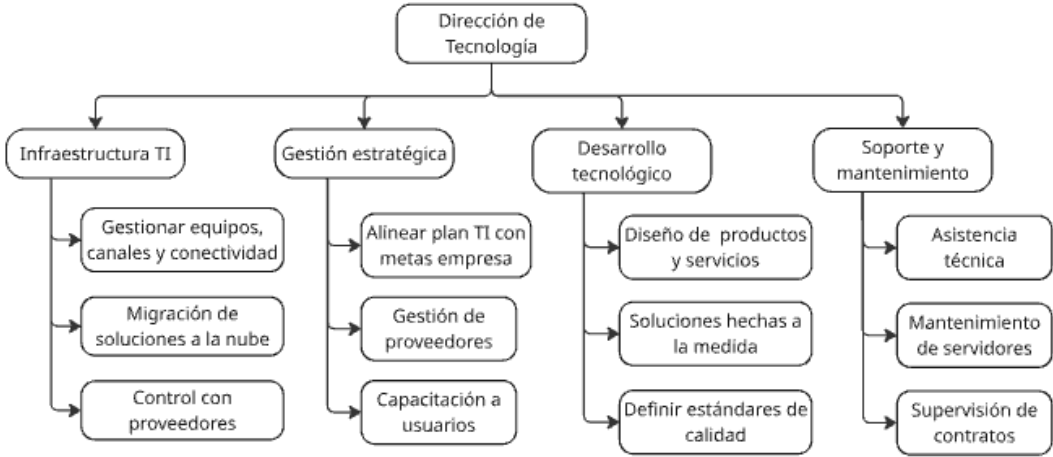 Dirección de
Tecnología
Infraestructura TI
Gestionar equipos,
canales y conectividad
Migración de
soluciones a la nube
Control con
proveedores
Gestión estratégica
Alinear plan TI con
metas empresa
Gestión de
proveedores
Capacitación a
usuarios
Desarrollo
tecnológico
Diseño de productos
y servicios
Soluciones hechas a
la medida
Definir estándares de
calidad
Soporte y
mantenimiento
Asistencia
técnica
Mantenimiento
de servidores
Supervisión de
contratos